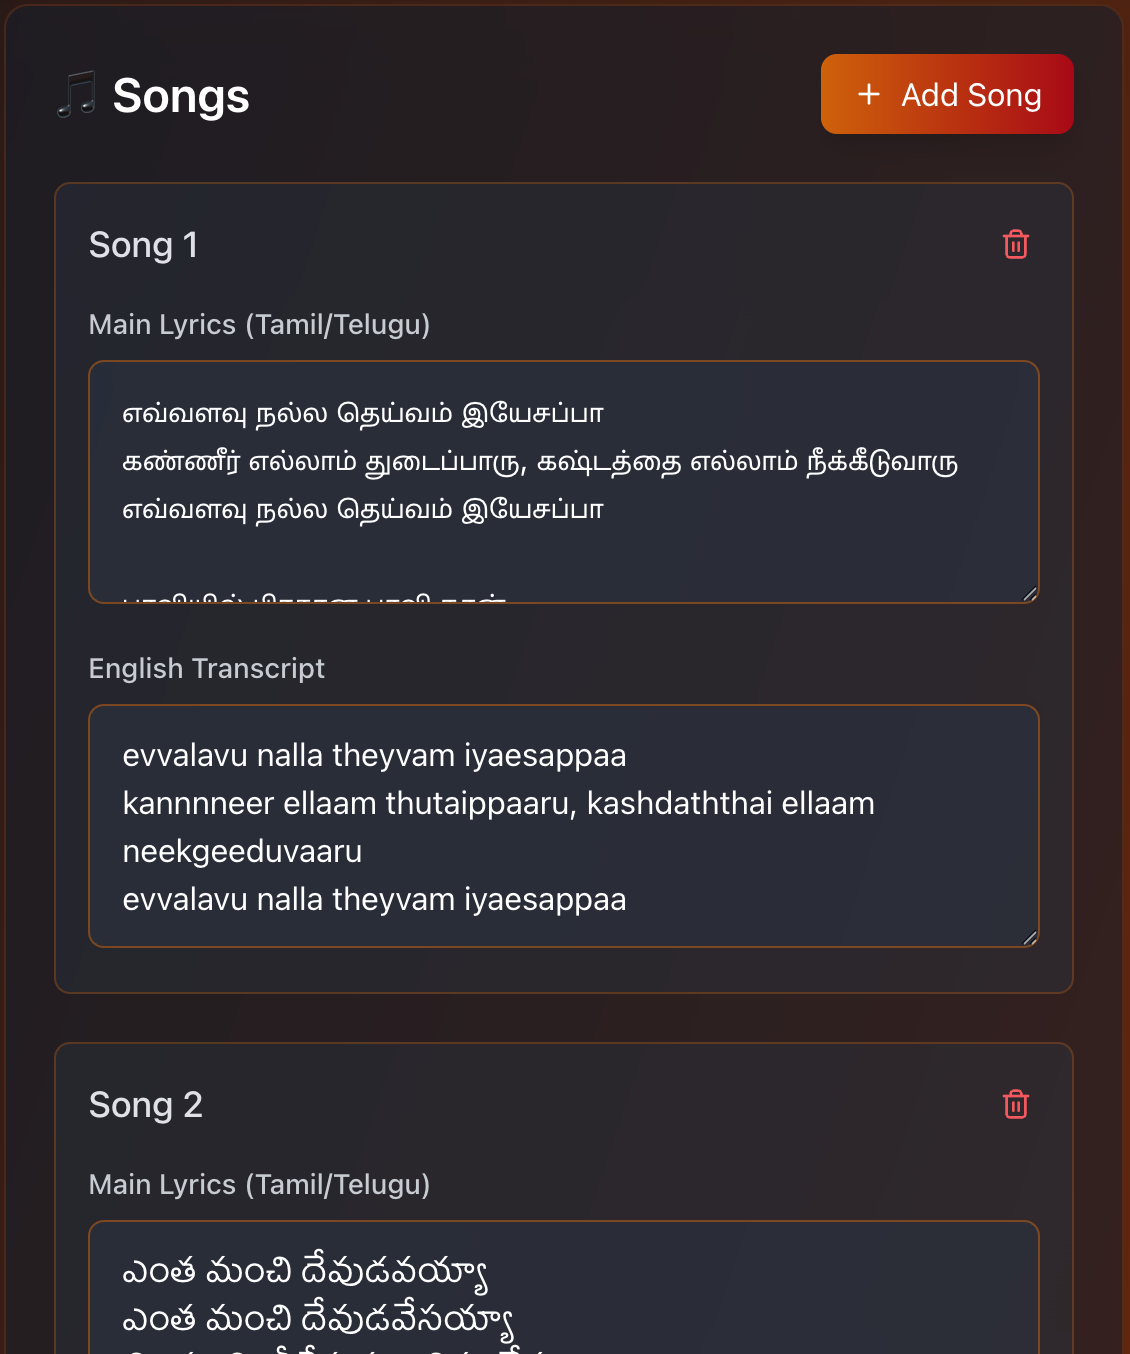 Songs
+ Add Song
Song 1
Main Lyrics (Tamil/Telugu)
எவ்வளவு நல்ல தெய்வம் இயேசப்பா
கண்ணீர் எல்லாம் துடைப்பாரு, கஷ்டத்தை எல்லாம் நீக்கீடுவாரு
எவ்வளவு நல்ல தெய்வம் இயேசப்பா
English Transcript
evvalavu nalla theyvam iyaesappaa
kannnneer ellaam thutaippaaru, kashdaththai ellaam
neekgeeduvaaru
evvalavu nalla theyvam iyaesappaa
Song 2
Main Lyrics (Tamil/Telugu)
ఎంత మంచి దేవుడవయ్యా
ఎంత మంచి దేవుడవేసయ్యా